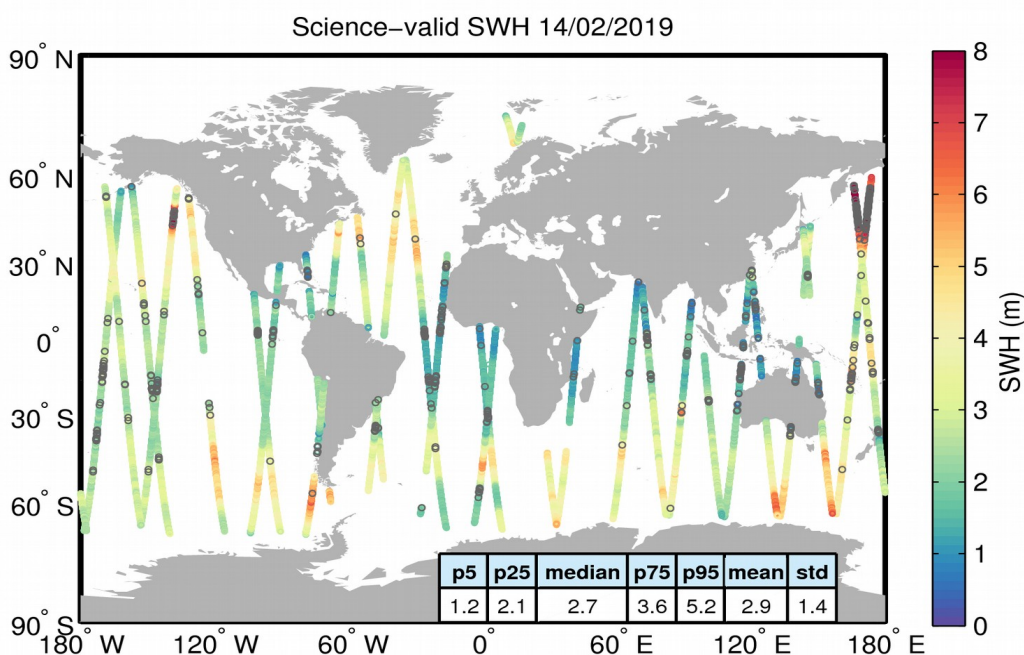 Science–valid SWH 14/02/2019
90° N
60° N
30° N
0°
30° S
60° S
90° S
180° W
120° W
60° W
0°
60° E
120° E
180° E
8
7
6
5
4
3
2
1
0
SWH (m)
p5 p25 median p75 p95 mean std
1.2 2.1 2.7 3.6 5.2 2.9 1.4